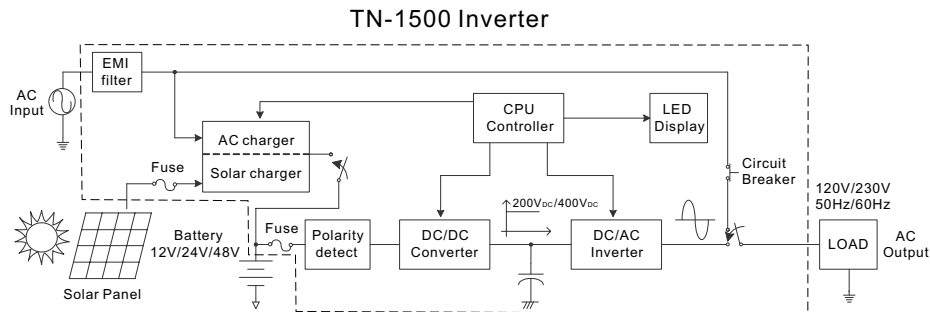 TN-1500 Inverter
EMI
filter
AC
Input
CPU
Controller
LED
Display
AC charger
Solar charger
Fuse
Circuit
Breaker
120V/230V
50Hz/60Hz
200VDC/400VDC
Battery
12V/24V/48V
Fuse
Polarity
detect
DC/DC
Converter
DC/AC
Inverter
LOAD
AC
Output
Solar Panel